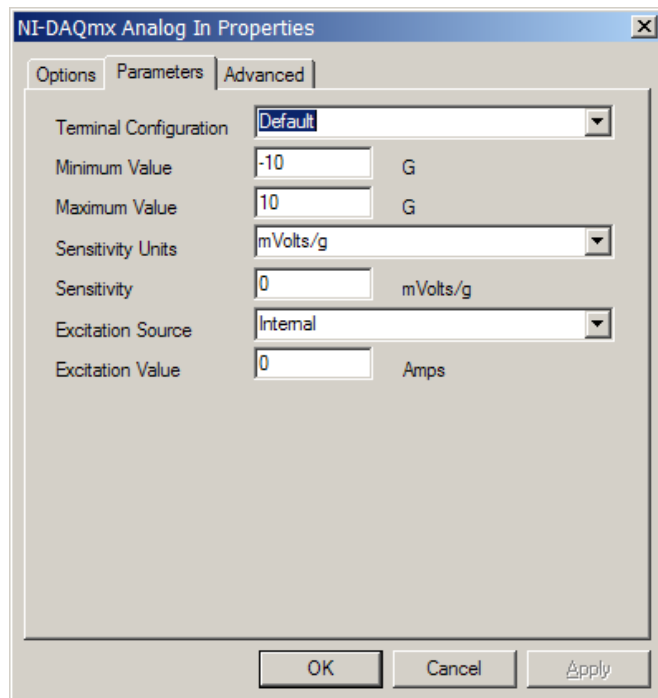 NI-DAQmx Analog In Properties
Options Parameters Advanced
Terminal Configuration Default
Minimum Value -10 G
Maximum Value 10 G
Sensitivity Units mVolts/g
Sensitivity 0 mVolts/g
Excitation Source Internal
Excitation Value 0 Amps
OK Cancel Apply